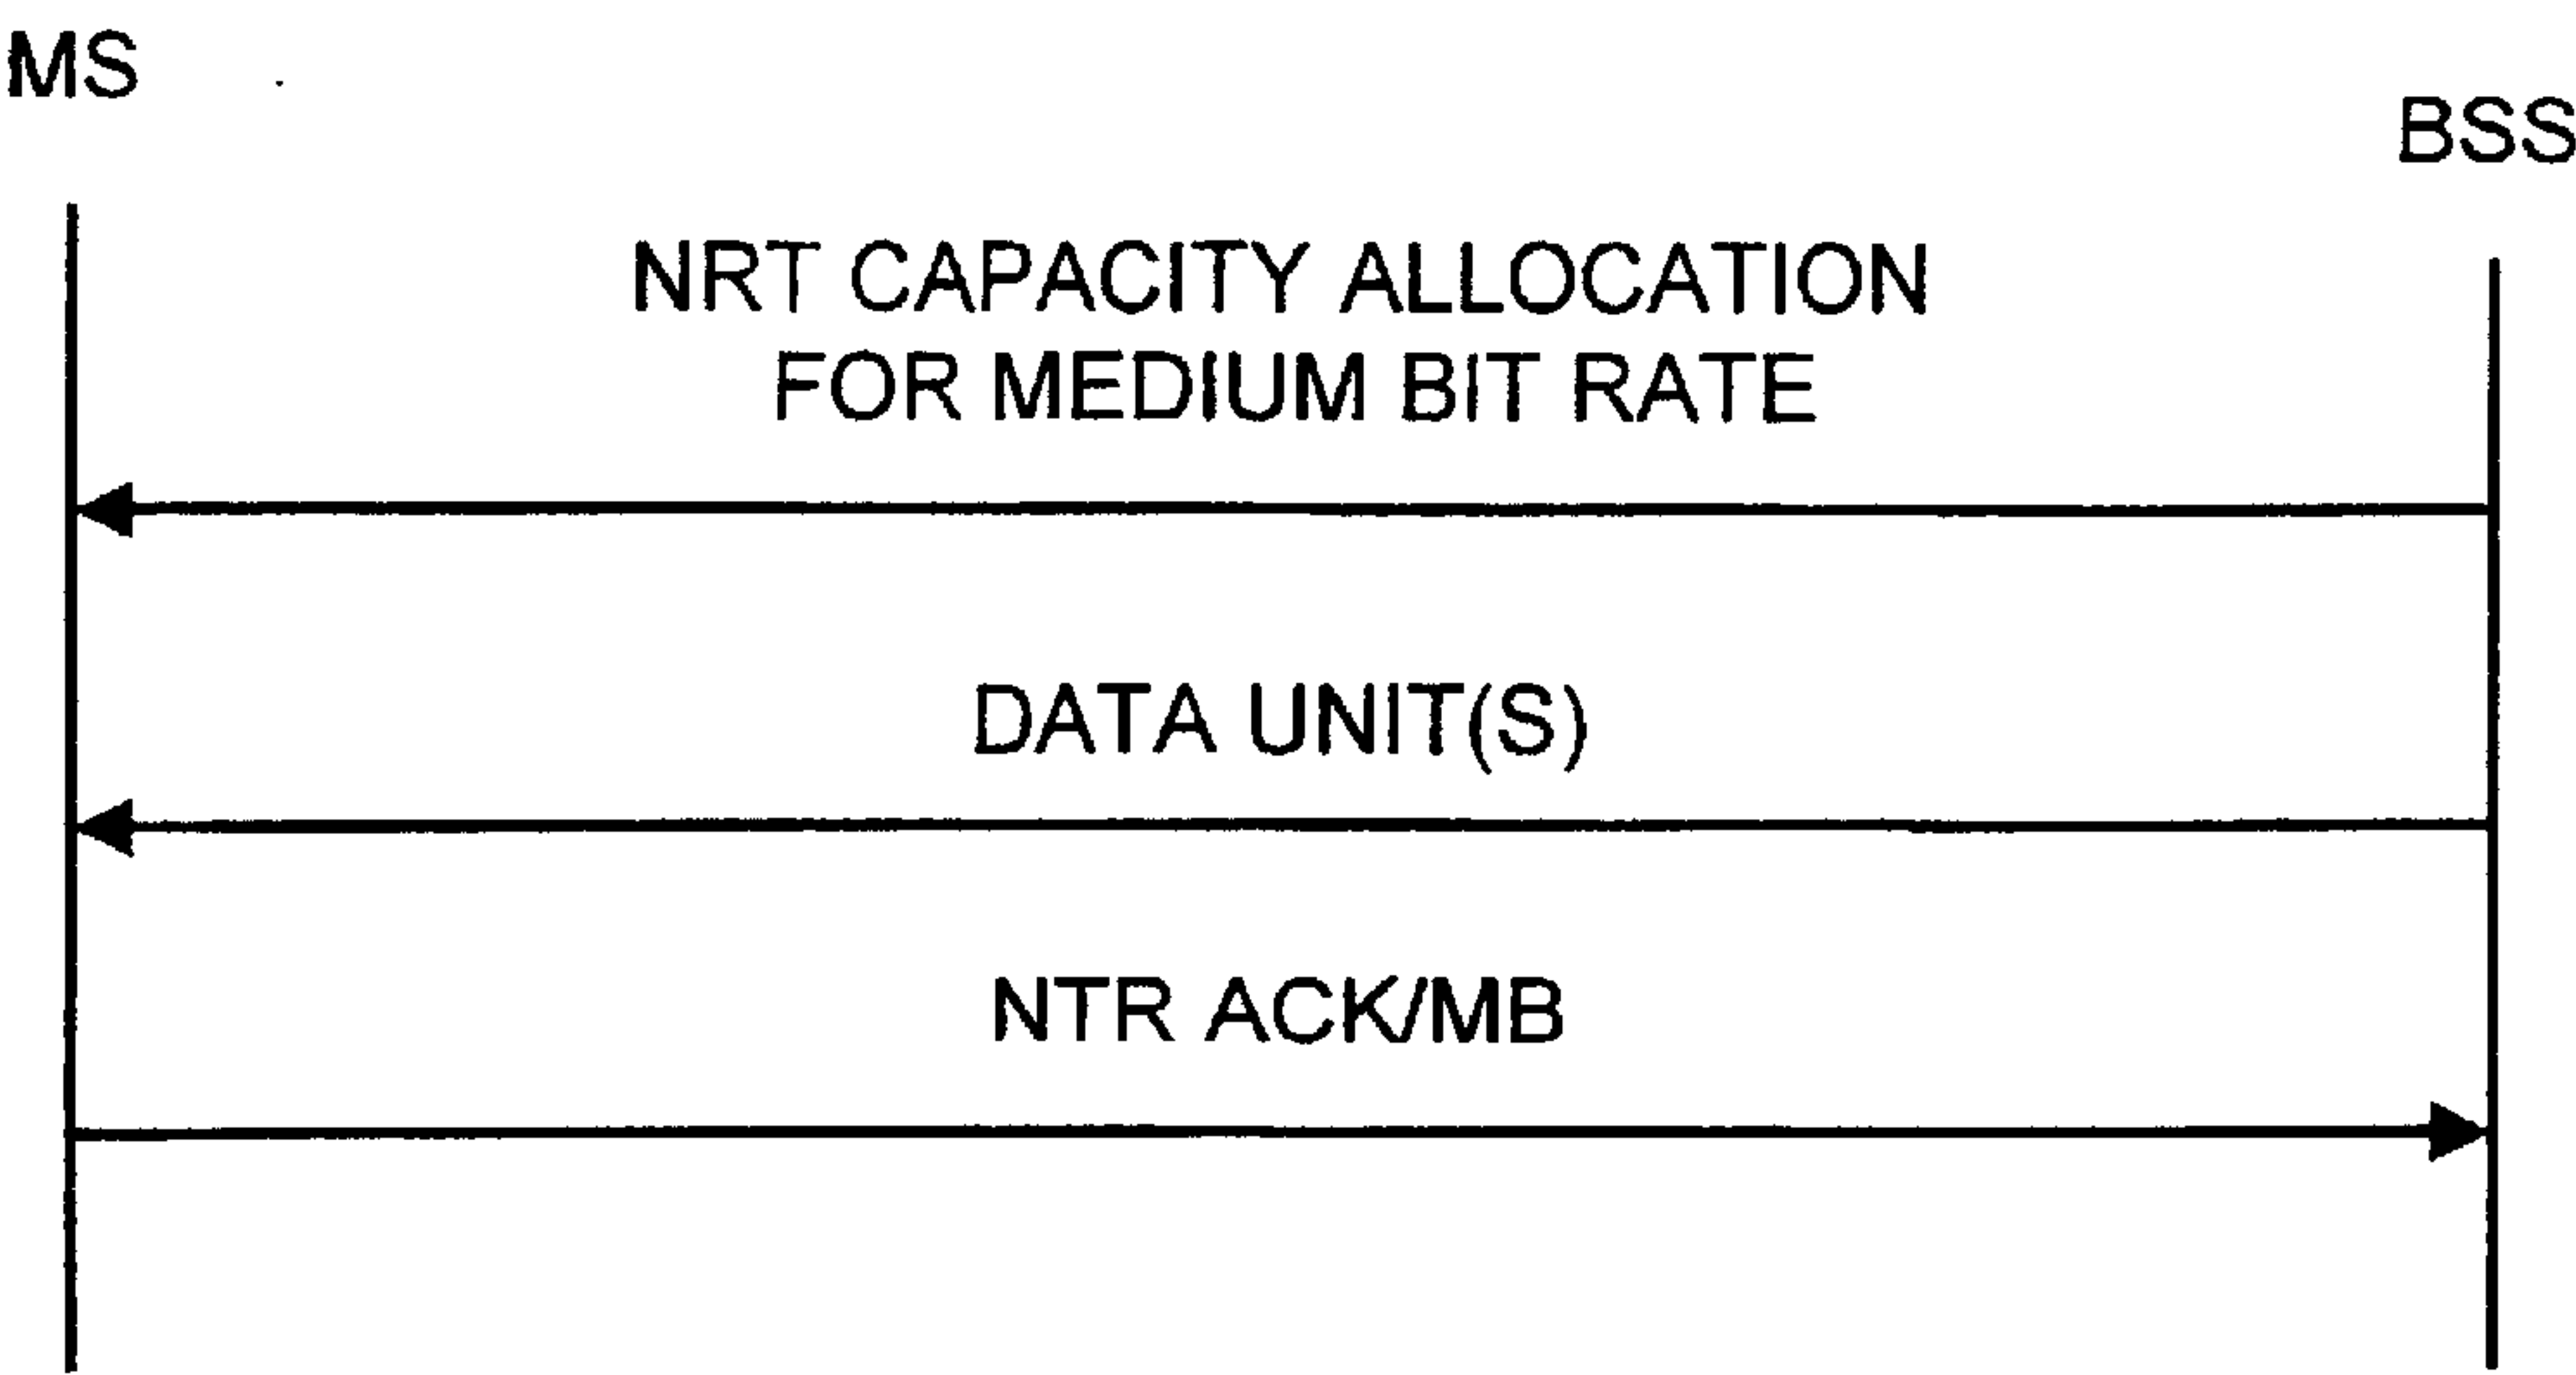 MS
BSS
NRT CAPACITY ALLOCATION
FOR MEDIUM BIT RATE
DATA UNIT(S)
NTR ACK/MB